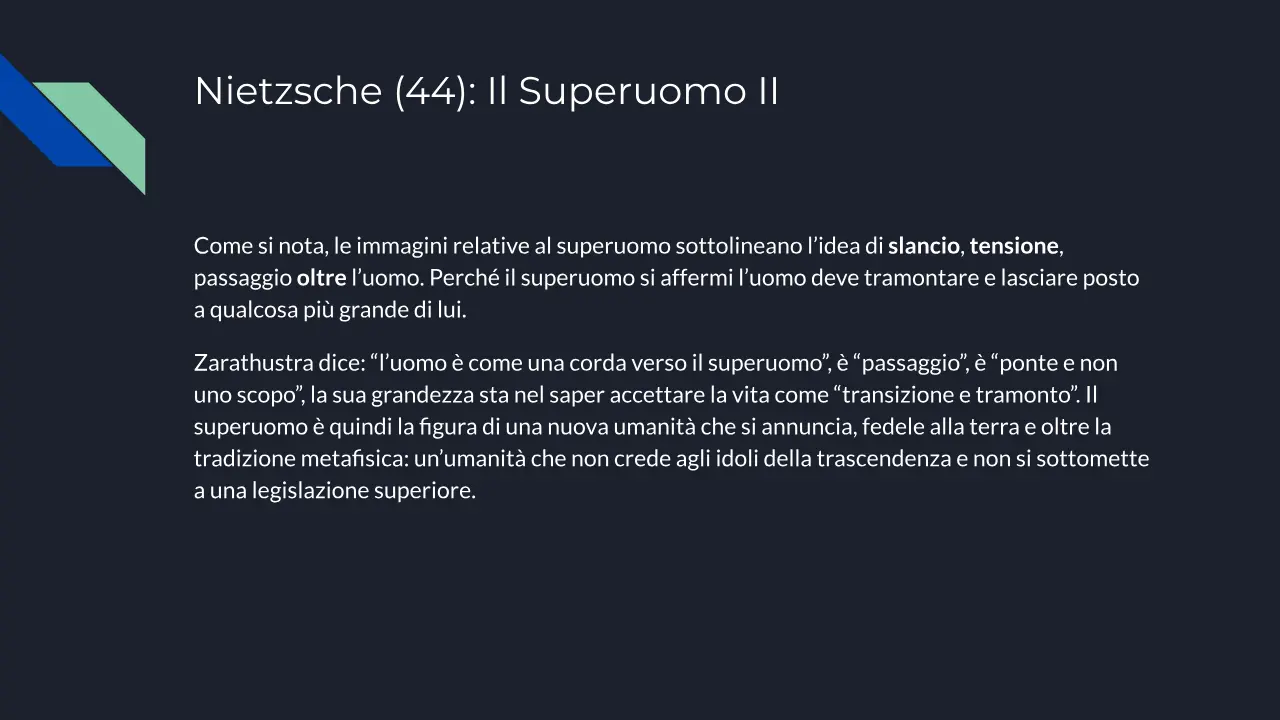 Nietzsche (44): Il Superuomo II
Come si nota, le immagini relative al superuomo sottolineano l’idea di slancio, tensione,
passaggio oltre l’uomo. Perché il superuomo si affermi l’uomo deve tramontare e lasciare posto
a qualcosa più grande di lui.
Zarathustra dice: “l’uomo è come una corda verso il superuomo”, è “passaggio”, è “ponte e non
uno scopo”, la sua grandezza sta nel saper accettare la vita come “transizione e tramonto”. Il
superuomo è quindi la figura di una nuova umanità che si annuncia, fedele alla terra e oltre la
tradizione metafisica: un’umanità che non crede agli idoli della trascendenza e non si sottomette
a una legislazione superiore.